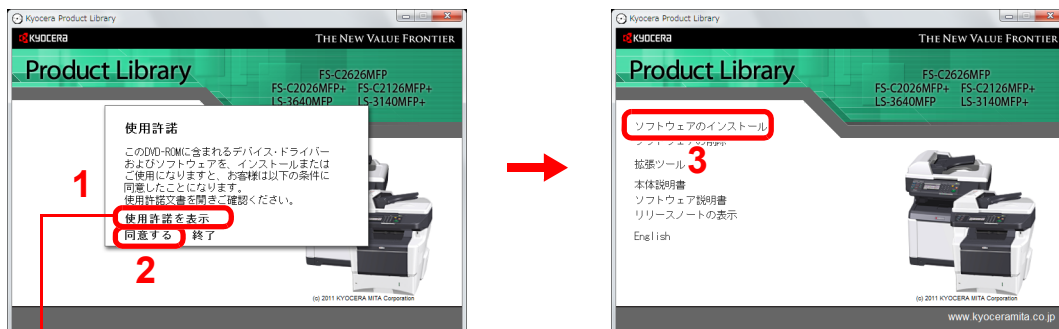 Kyocera Product Library
KYOCERA
THE NEW VALUE FRONTIER
Product Library
FS-C2626MFP
FS-C2026MFP+ FS-C2126MFP+
LS-3640MFP LS-3140MFP+
使用許諾
このDVD-ROMに含まれるデバイス・ドライバー
およびソフトウェアを、インストールまたは
ご使用になりますと、お客様は以下の条件に
同意したことになります。
使用許諾文書を開きご確認ください。
1
使用許諾を表示
同意する 終了
2
(c) 2011 KYOCERA MITA Corporation
Kyocera Product Library
KYOCERA
THE NEW VALUE FRONTIER
Product Library
FS-C2626MFP
FS-C2026MFP+ FS-C2126MFP+
LS-3640MFP LS-3140MFP+
ソフトウェアのインストール
ソフトウェアの削除
拡張ツール
3
本体説明書
ソフトウェア説明書
リリースノートの表示
English
(c) 2011 KYOCERA MITA Corporation
www.kyoceramita.co.jp